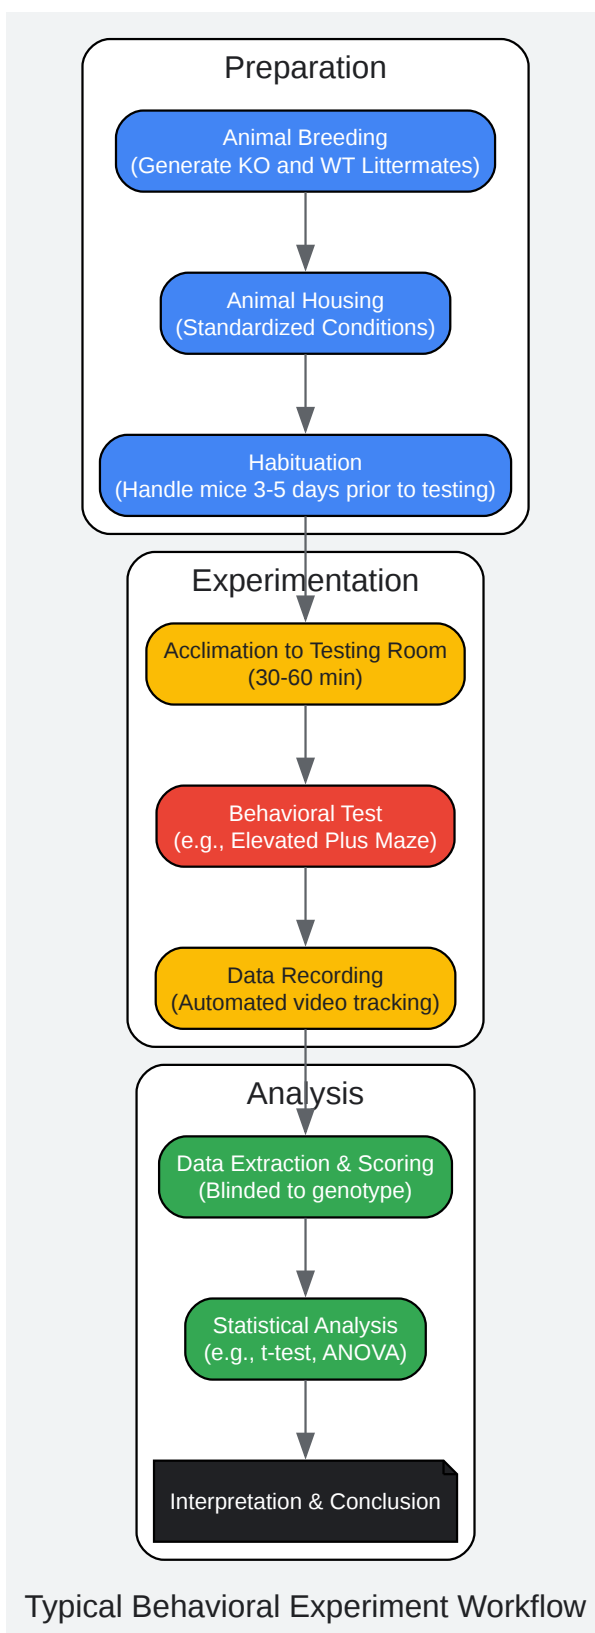 Preparation
Animal Breeding
(Generate KO and WT Littermates)
Animal Housing
(Standardized Conditions)
Habituation
(Handle mice 3-5 days prior to testing)
Experimentation
Acclimation to Testing Room
(30-60 min)
Behavioral Test
(e.g., Elevated Plus Maze)
Data Recording
(Automated video tracking)
Analysis
Data Extraction & Scoring
(Blinded to genotype)
Statistical Analysis
(e.g., t-test, ANOVA)
Interpretation & Conclusion
Typical Behavioral Experiment Workflow